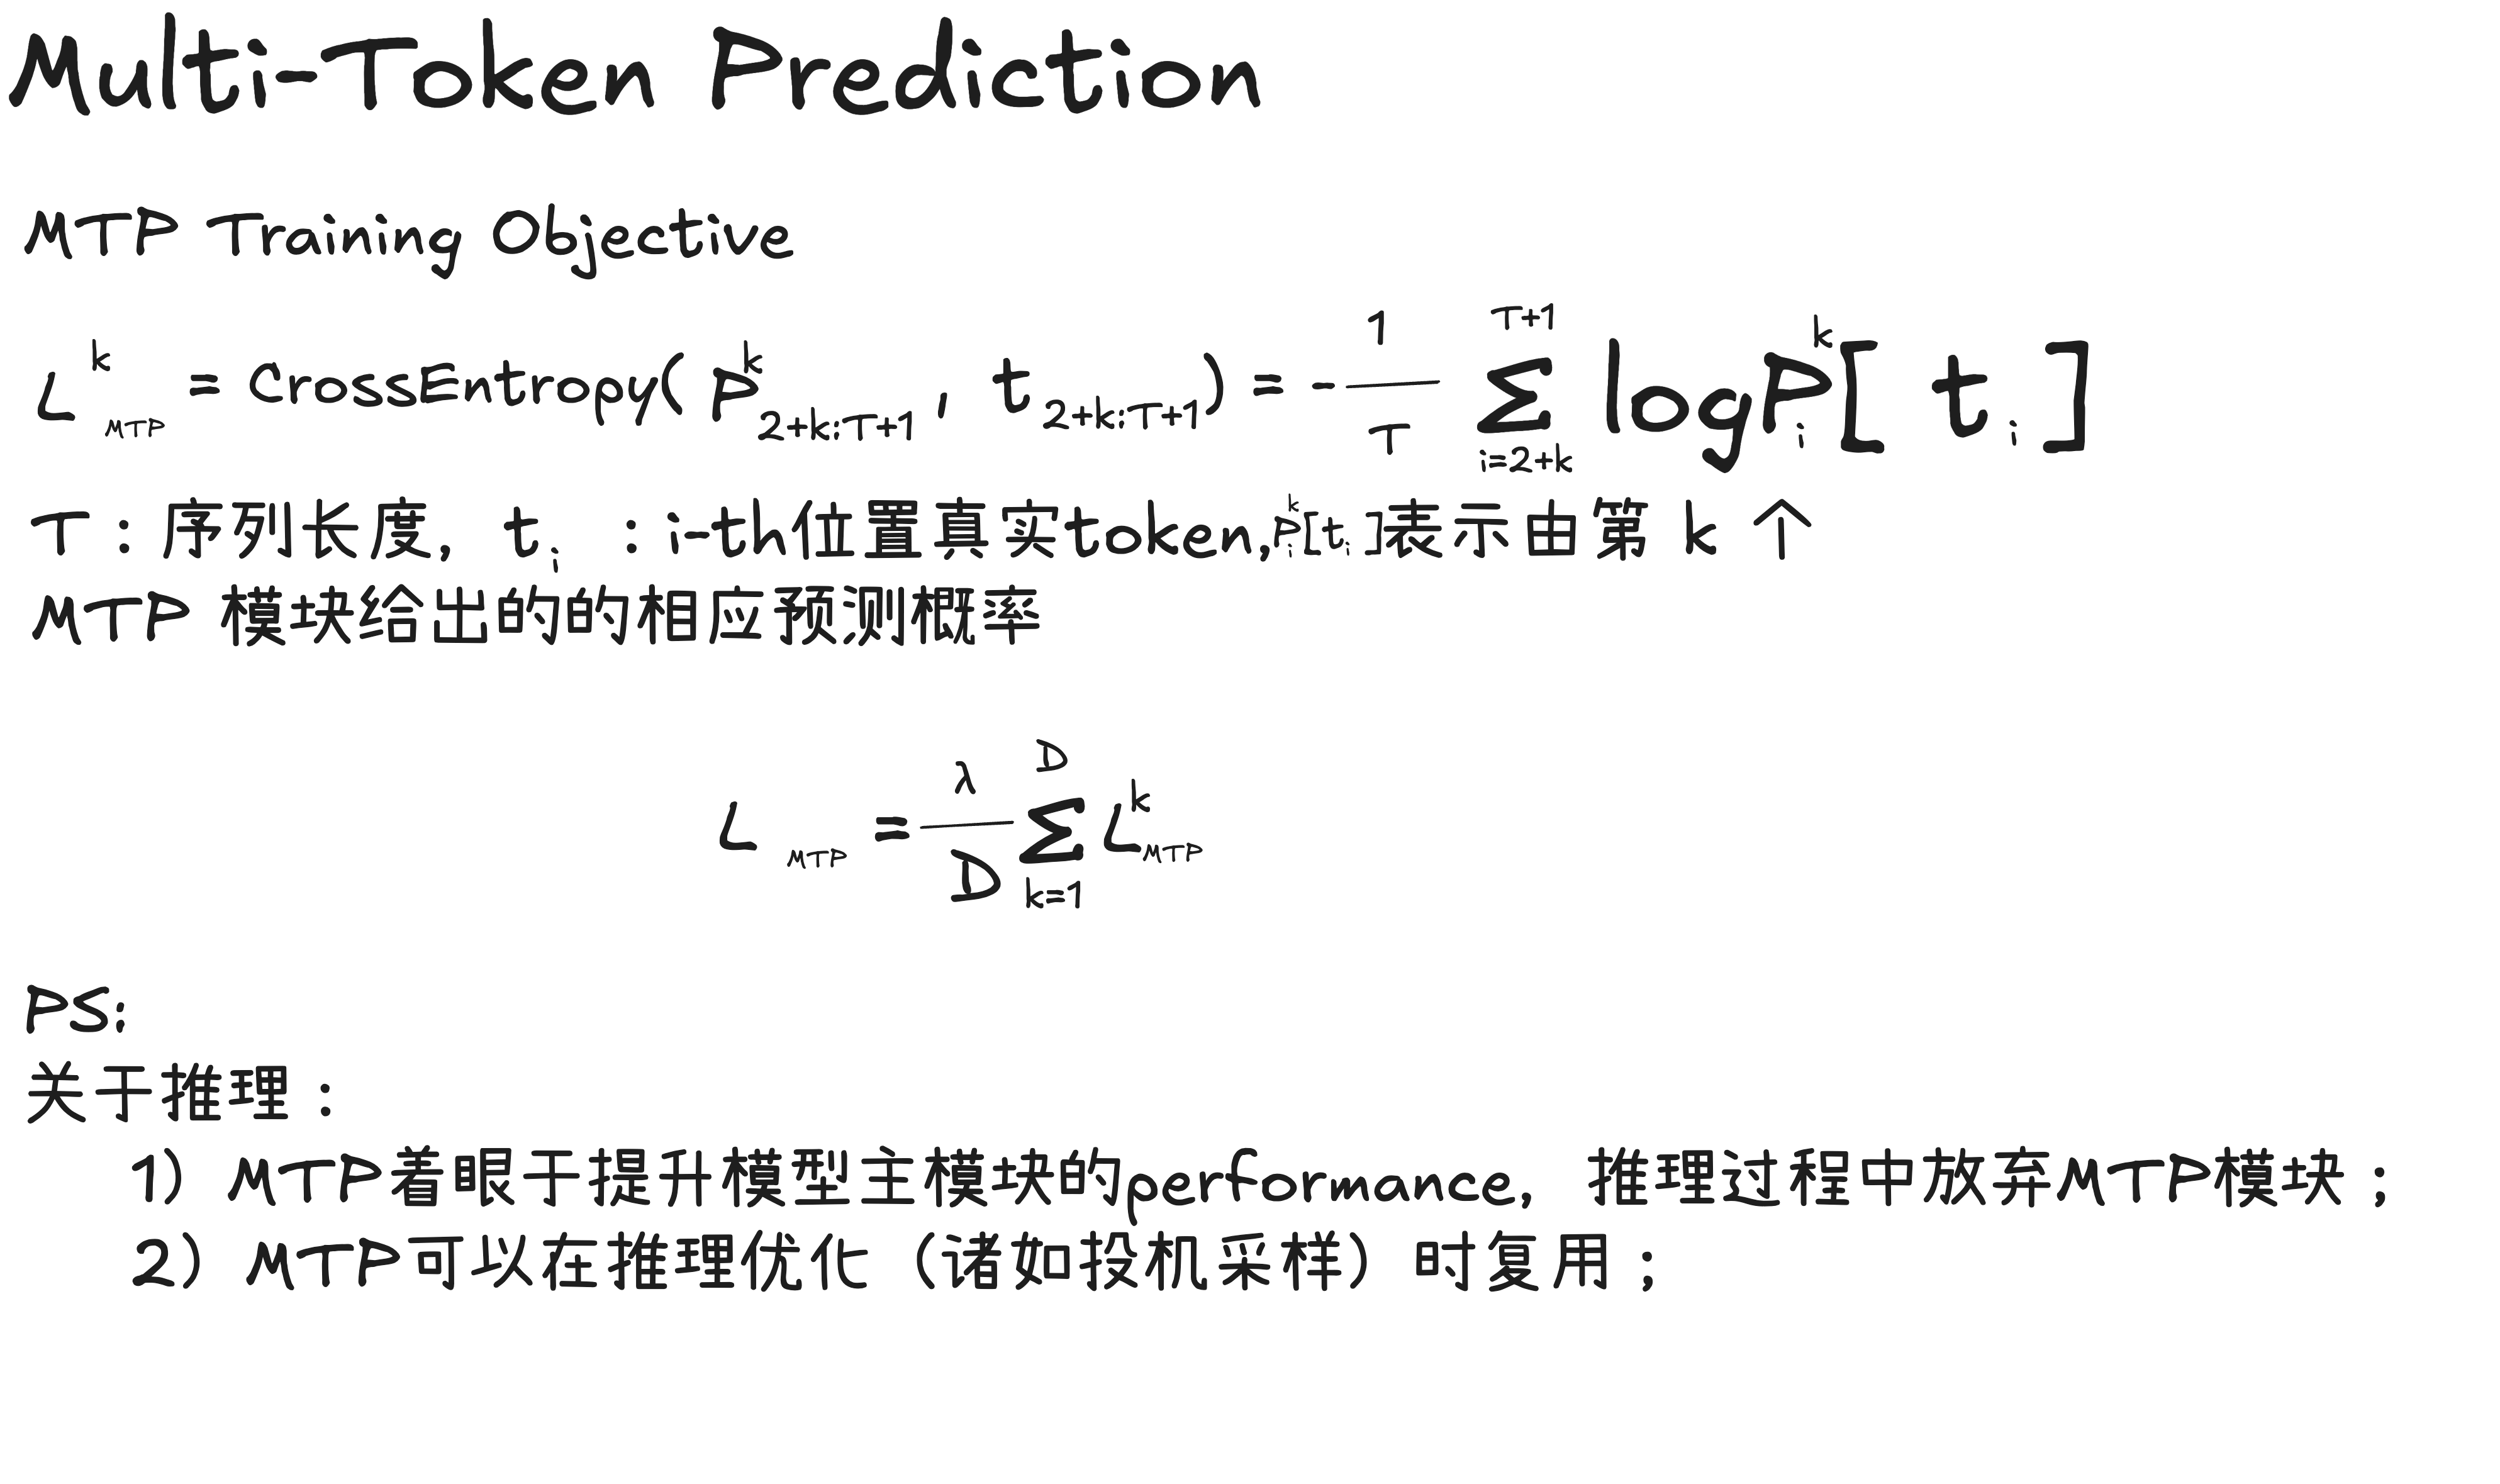 Multi-Token Prediction
MTP Training Objective
L^k_MTP = CrossEntropy(P^k_{2+k:T+1}, t_{2+k:T+1}) = -\frac{1}{T} \sum_{i=2+k}^{T+1} log P^k_i [ t_i ]
T：序列长度, t_i ：i-th位置真实token,P^k_i[t_i]表示由第 k 个
MTP 模块给出的的相应预测概率
L_MTP = \frac{λ}{D} \sum_{k=1}^{D} L^k_MTP
PS:
关于推理：
1) MTP着眼于提升模型主模块的performance, 推理过程中放弃MTP模块；
2) MTP可以在推理优化（诸如投机采样）时复用；